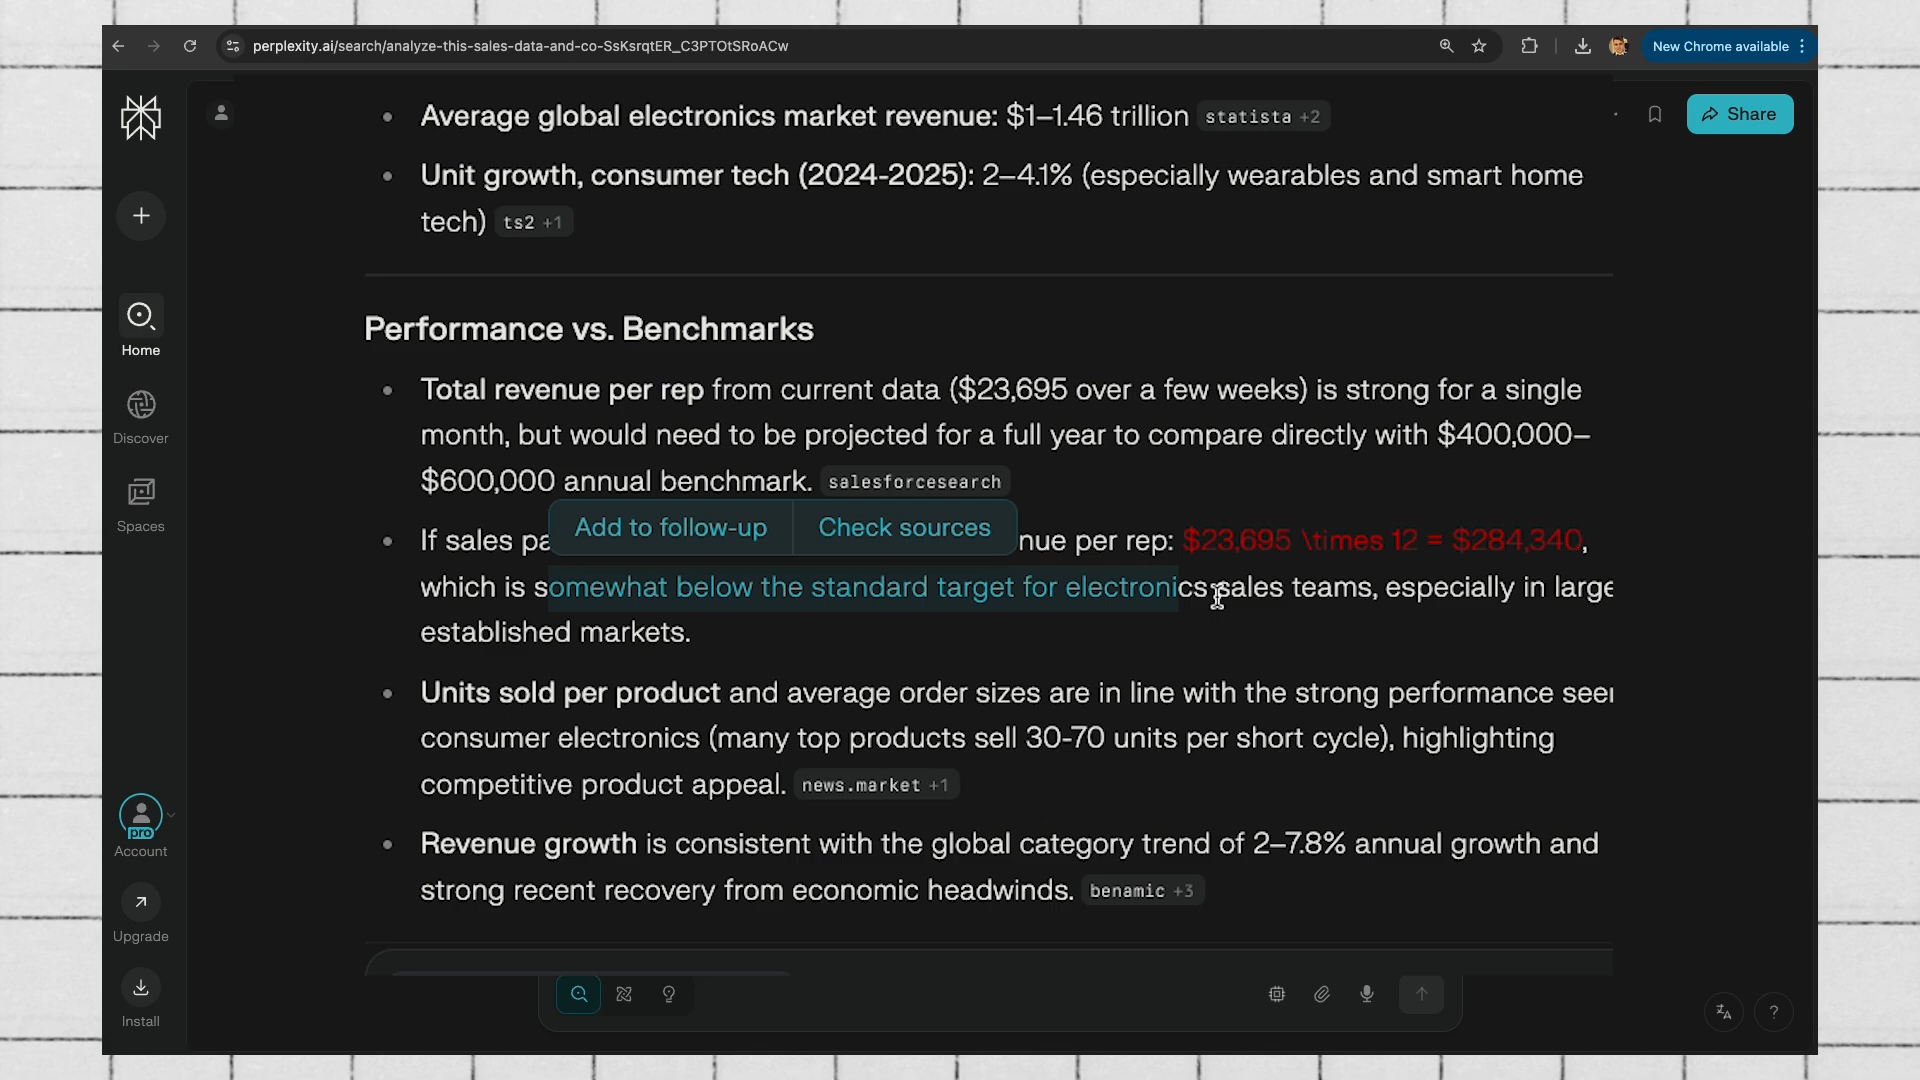 perplexity.ai/search/analyze-this-sales-data-and-co-SsKsrqtER_C3PTOtSRoACw
New Chrome available
Share
Home
Discover
Spaces
pro
Account
Upgrade
Install
Average global electronics market revenue: $1–1.46 trillion statista +2
Unit growth, consumer tech (2024-2025): 2–4.1% (especially wearables and smart home
tech) ts2 +1
Performance vs. Benchmarks
Total revenue per rep from current data ($23,695 over a few weeks) is strong for a single
month, but would need to be projected for a full year to compare directly with $400,000–
$600,000 annual benchmark. salesforcesearch
Add to follow-up Check sources
If sales per rep: $23,695 \times 12 = $284,340,
which is somewhat below the standard target for electronics sales teams, especially in large
established markets.
Units sold per product and average order sizes are in line with the strong performance
consumer electronics (many top products sell 30-70 units per short cycle), highlighting
competitive product appeal. news.market +1
Revenue growth is consistent with the global category trend of 2–7.8% annual growth and
strong recent recovery from economic headwinds. benamic +3